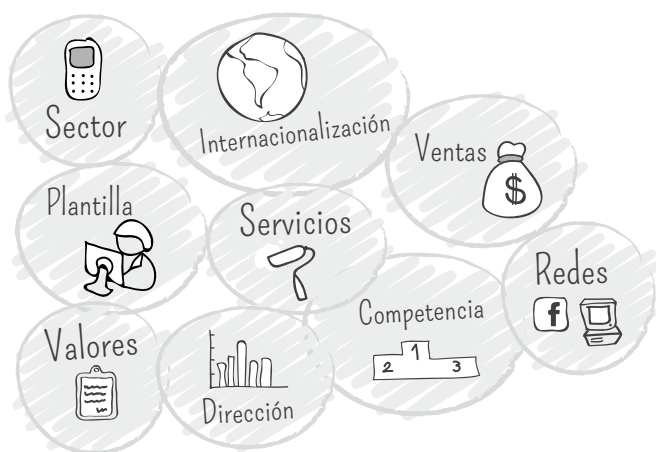 Sector
Internacionalización
Ventas
$
Plantilla
Servicios
Redes
f
Competencia
1
2
3
Valores
Dirección